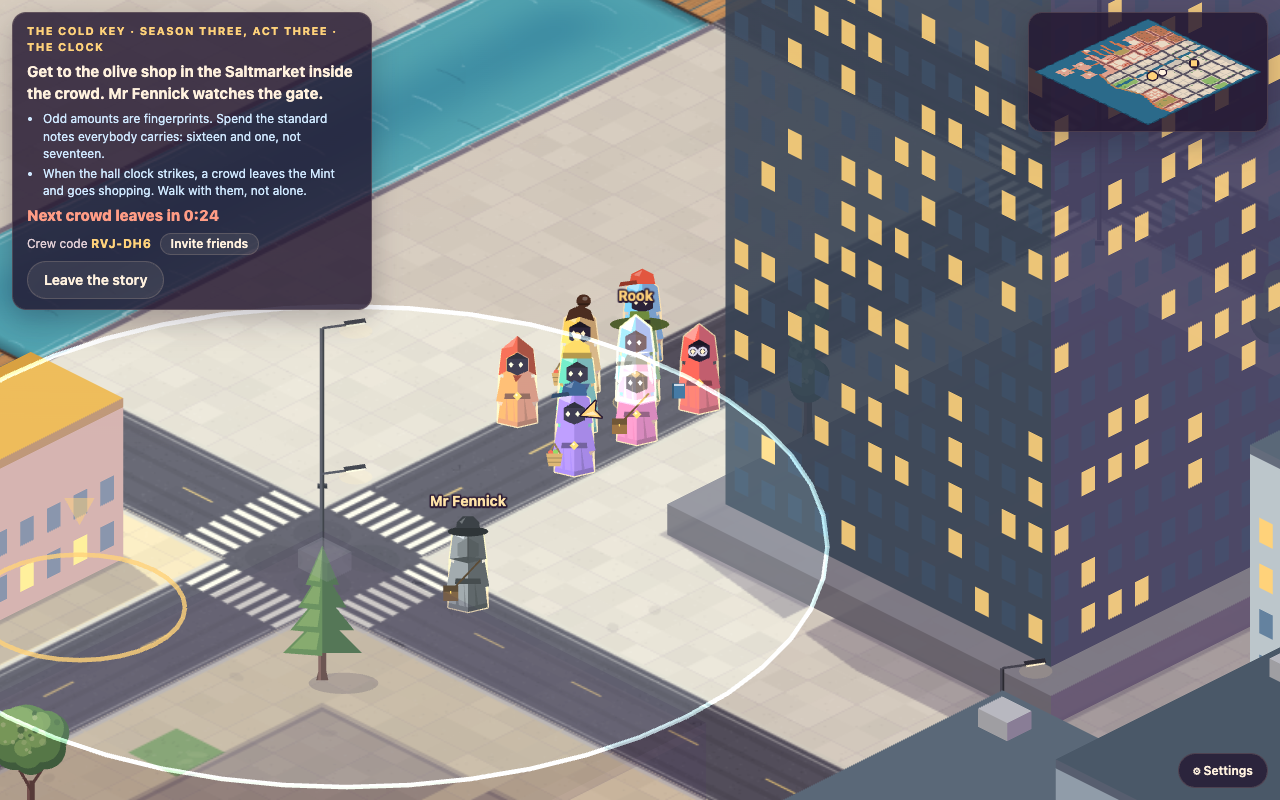 THE COLD KEY · SEASON THREE, ACT THREE ·
THE CLOCK
Get to the olive shop in the Saltmarket inside
the crowd. Mr Fennick watches the gate.
• Odd amounts are fingerprints. Spend the standard
notes everybody carries: sixteen and one, not
seventeen.
• When the hall clock strikes, a crowd leaves the Mint
and goes shopping. Walk with them, not alone.
Next crowd leaves in 0:24
Crew code RVJ-DH6 Invite friends
Leave the story
Rook
Mr Fennick
⚙ Settings